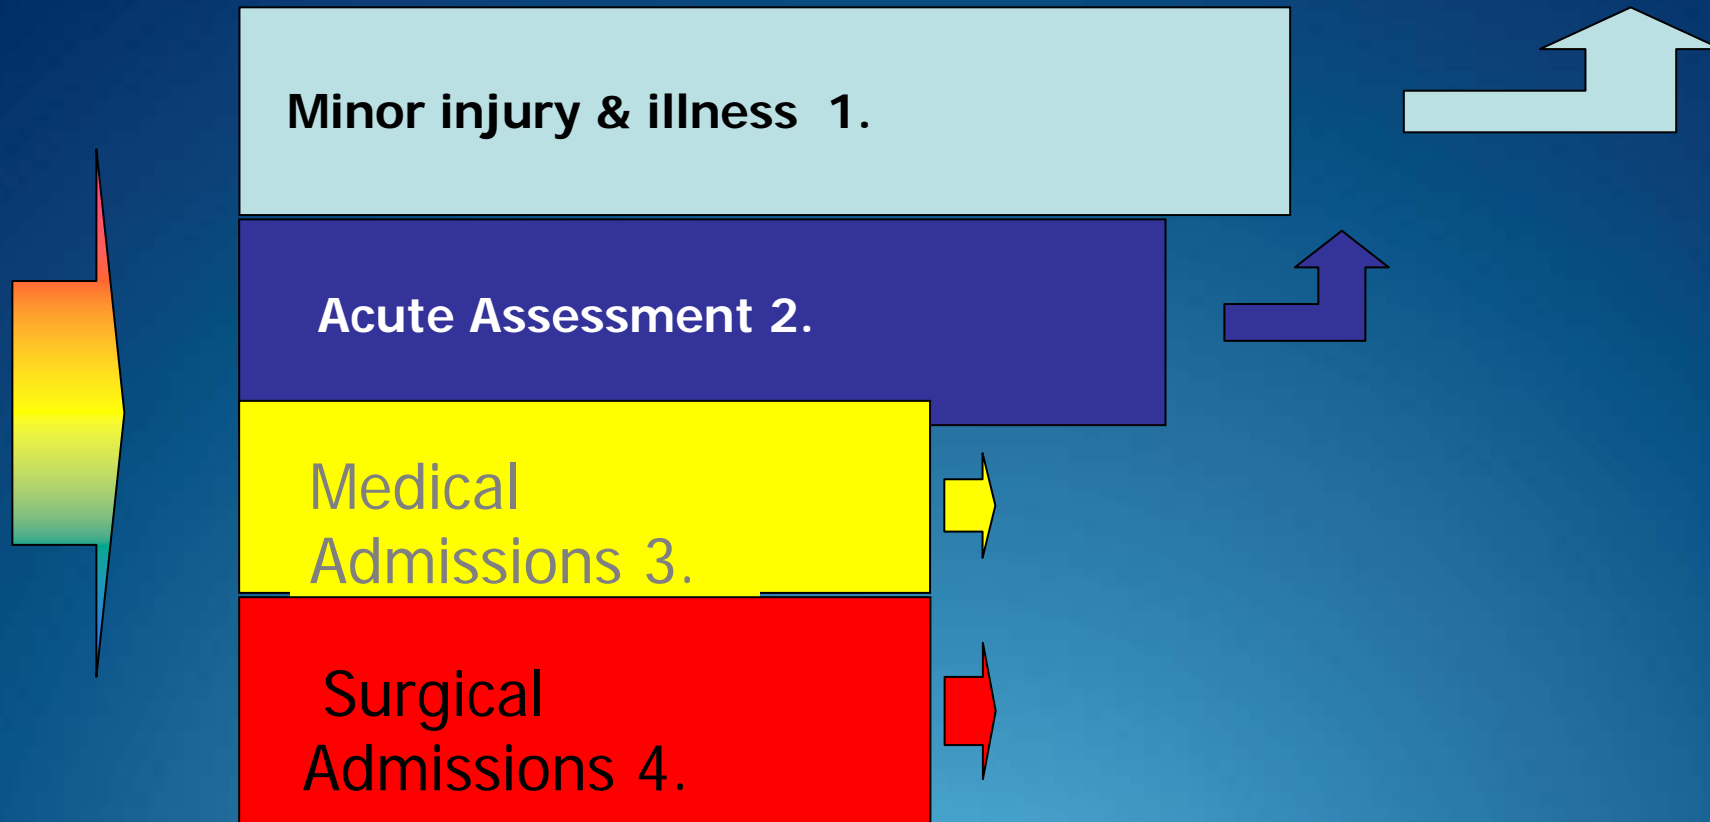 Minor injury & illness 1.
Acute Assessment 2.
Medical
Admissions 3.
Surgical
Admissions 4.